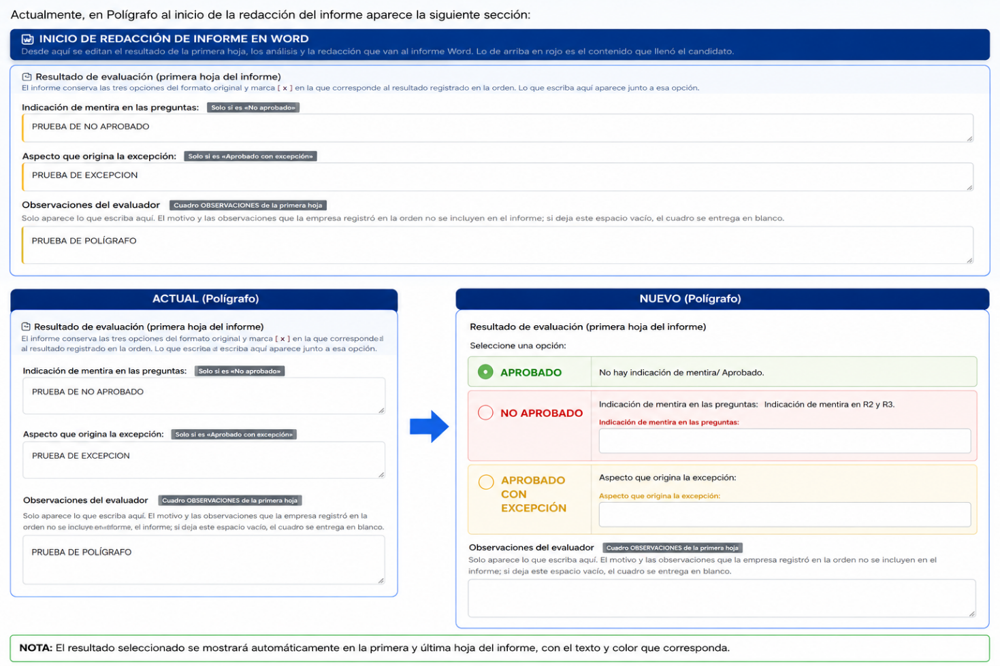 Actualmente, en Polígrafo al inicio de la redacción del informe aparece la siguiente sección:
INICIO DE REDACCIÓN DE INFORME EN WORD
Desde aquí se editan el resultado de la primera hoja, los análisis y la redacción que van al informe Word. Lo de arriba en rojo es el contenido que llenó el candidato.
Resultado de evaluación (primera hoja del informe)
El informe conserva las tres opciones del formato original y marca [ x ] en la que corresponde al resultado registrado en la orden. Lo que escriba aquí aparece junto a esa opción.
Indicación de mentira en las preguntas: Solo si es «No aprobado»
PRUEBA DE NO APROBADO
Aspecto que origina la excepción: Solo si es «Aprobado con excepción»
PRUEBA DE EXCEPCION
Observaciones del evaluador Cuadro OBSERVACIONES de la primera hoja
Solo aparece lo que escriba aquí. El motivo y las observaciones que la empresa registró en la orden no se incluyen en el informe; si deja este espacio vacío, el cuadro se entrega en blanco.
PRUEBA DE POLÍGRAFO
ACTUAL (Polígrafo)
Resultado de evaluación (primera hoja del informe)
El informe conserva las tres opciones del formato original y marca [ x ] en la que corresponde
al resultado registrado en la orden. Lo que escriba escriba aquí aparece junto a esa opción.
Indicación de mentira en las preguntas: Solo si es «No aprobado»
PRUEBA DE NO APROBADO
Aspecto que origina la excepción: Solo si es «Aprobado con excepción»
PRUEBA DE EXCEPCION
Observaciones del evaluador Cuadro OBSERVACIONES de la primera hoja
Solo aparece lo que escriba aquí. El motivo y las observaciones que la empresa registró en la
orden no se incluye el informe; si deja este espacio vacío, el cuadro se entrega en blanco.
PRUEBA DE POLÍGRAFO
NUEVO (Polígrafo)
Resultado de evaluación (primera hoja del informe)
Seleccione una opción:
APROBADO
No hay indicación de mentira/ Aprobado.
NO APROBADO
Indicación de mentira en las preguntas: Indicación de mentira en R2 y R3.
Indicación de mentira en las preguntas:
APROBADO
CON
EXCEPCIÓN
Aspecto que origina la excepción:
Aspecto que origina la excepción:
Observaciones del evaluador Cuadro OBSERVACIONES de la primera hoja
Solo aparece lo que escriba aquí. El motivo y las observaciones que la empresa registró en la orden no se incluyen en el
informe; si deja este espacio vacío, el cuadro se entrega en blanco.
NOTA: El resultado seleccionado se mostrará automáticamente en la primera y última hoja del informe, con el texto y color que corresponda.